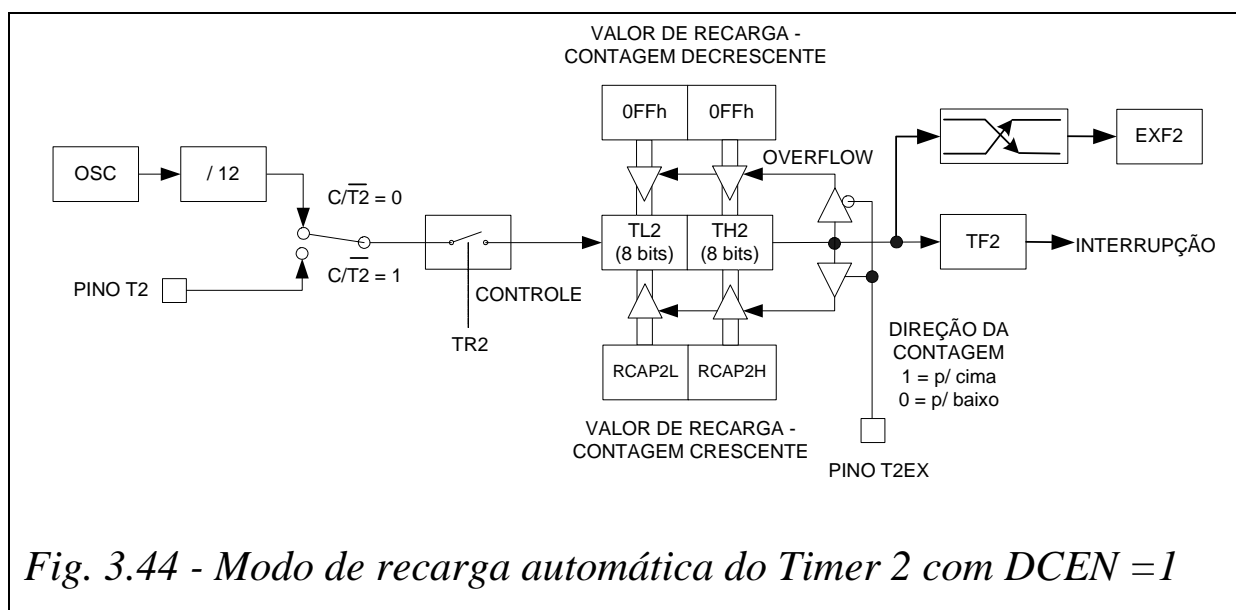 VALOR DE RECARGA -
CONTAGEM DECRESCENTE
0FFh 0FFh
OVERFLOW
EXF2
OSC
/ 12
C/T̅2̅ = 0
TL2
(8 bits)
TH2
(8 bits)
TF2
INTERRUPÇÃO
C/T̅2̅ = 1
PINO T2
CONTROLE
TR2
RCAP2L RCAP2H
DIREÇÃO DA
CONTAGEM
1 = p/ cima
0 = p/ baixo
VALOR DE RECARGA -
CONTAGEM CRESCENTE
PINO T2EX
Fig. 3.44 - Modo de recarga automática do Timer 2 com DCEN =1